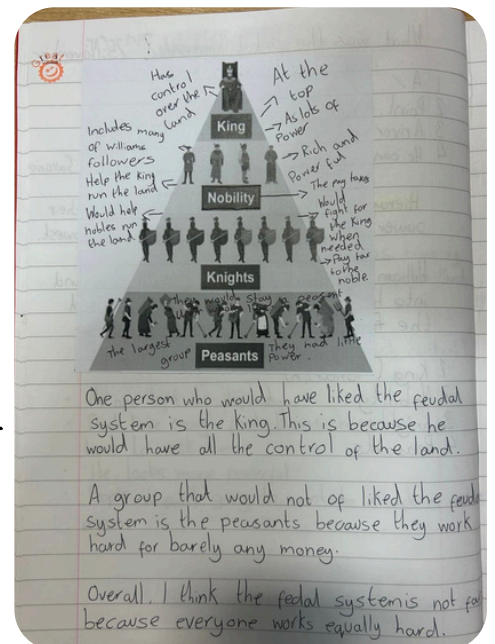 Great
Has
control
over the
land
At the
top
As lots of
power
King
Includes many
of williams
followers
Help the King
run the land
Rich and
Powerful
Nobility
The pay taxes
Would help
nobles run
the land
Would
fight for
the King
when
needed
Pay tax
to the
noble
Knights
They would stay a peasant
The largest
group
Peasants
They had little
Power.
One person who would have liked the feudal
system is the king. This is because he
would have all the control of the land.
A group that would not of liked the feud
system is the peasants because they work
hard for barely any money.
Overall, I think the fedal system is not fa
because everyone works equally hard.